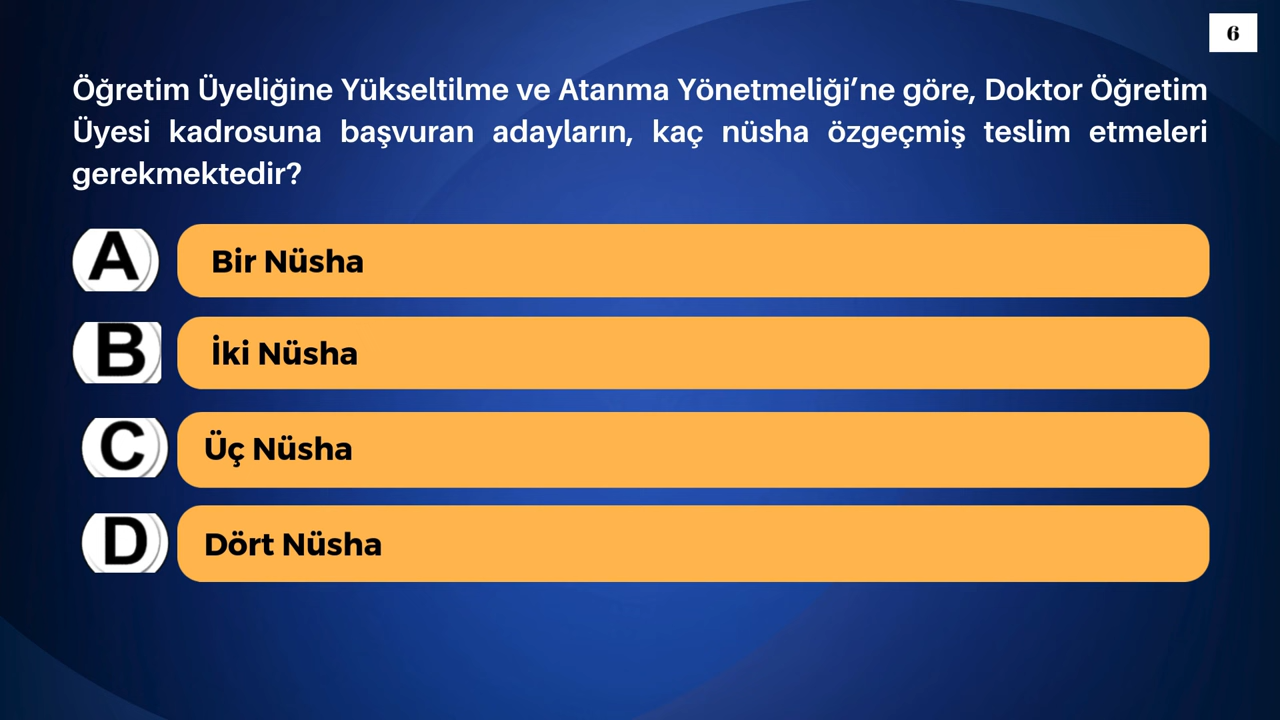 6
Öğretim Üyeliğine Yükseltilme ve Atanma Yönetmeliği’ne göre, Doktor Öğretim
Üyesi kadrosuna başvuran adayların, kaç nüsha özgeçmiş teslim etmeleri
gerekmektedir?
A Bir Nüsha
B İki Nüsha
C Üç Nüsha
D Dört Nüsha